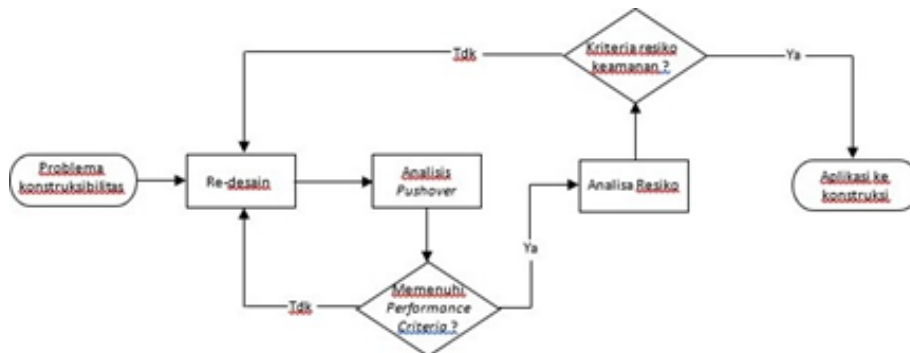 Kriteria resiko
keamanan ?
Tdk
Ya
Problema
konstruksibilitas
Re-desain
Analisis
Pushover
Analisa Resiko
Aplikasi ke
konstruksi
Ya
Memenuhi
Performance
Criteria ?
Tdk